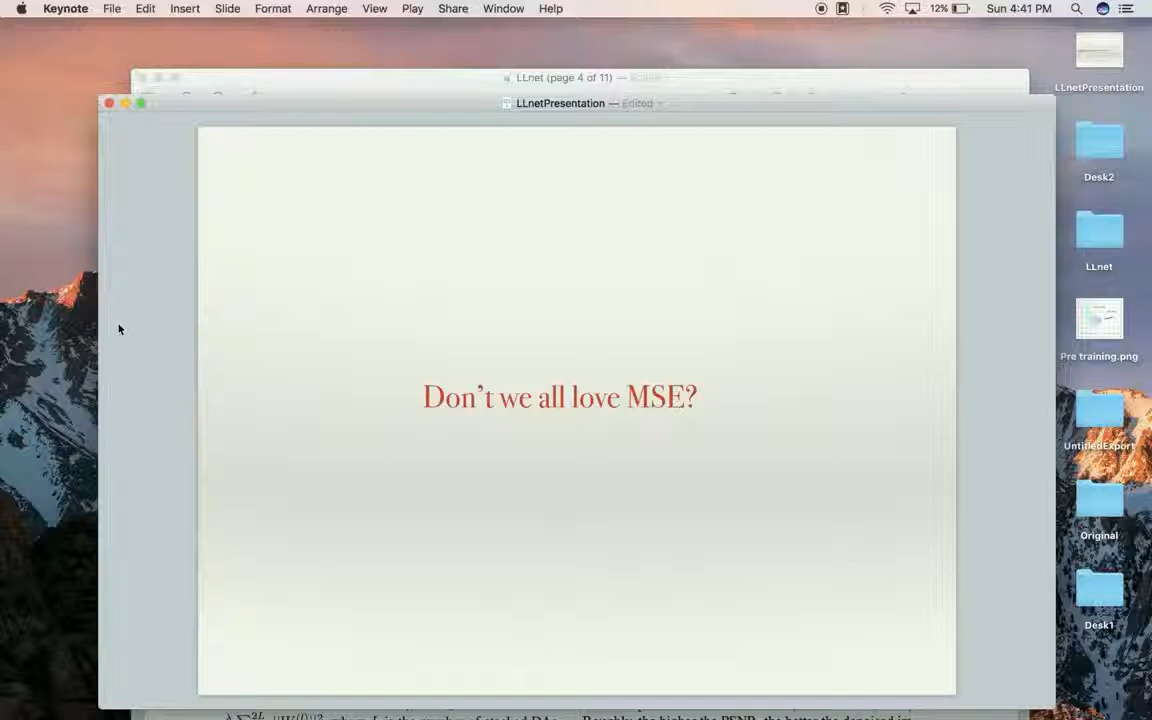 Keynote File Edit Insert Slide Format Arrange View Play Share Window Help 12% Sun 4:41 PM
LLnet (page 4 of 11) — Edited
LLnetPresentation — Edited
Don't we all love MSE?
LLnetPresentation
Desk2
LLnet
Pre training.png
UntitledExport
Original
Desk1